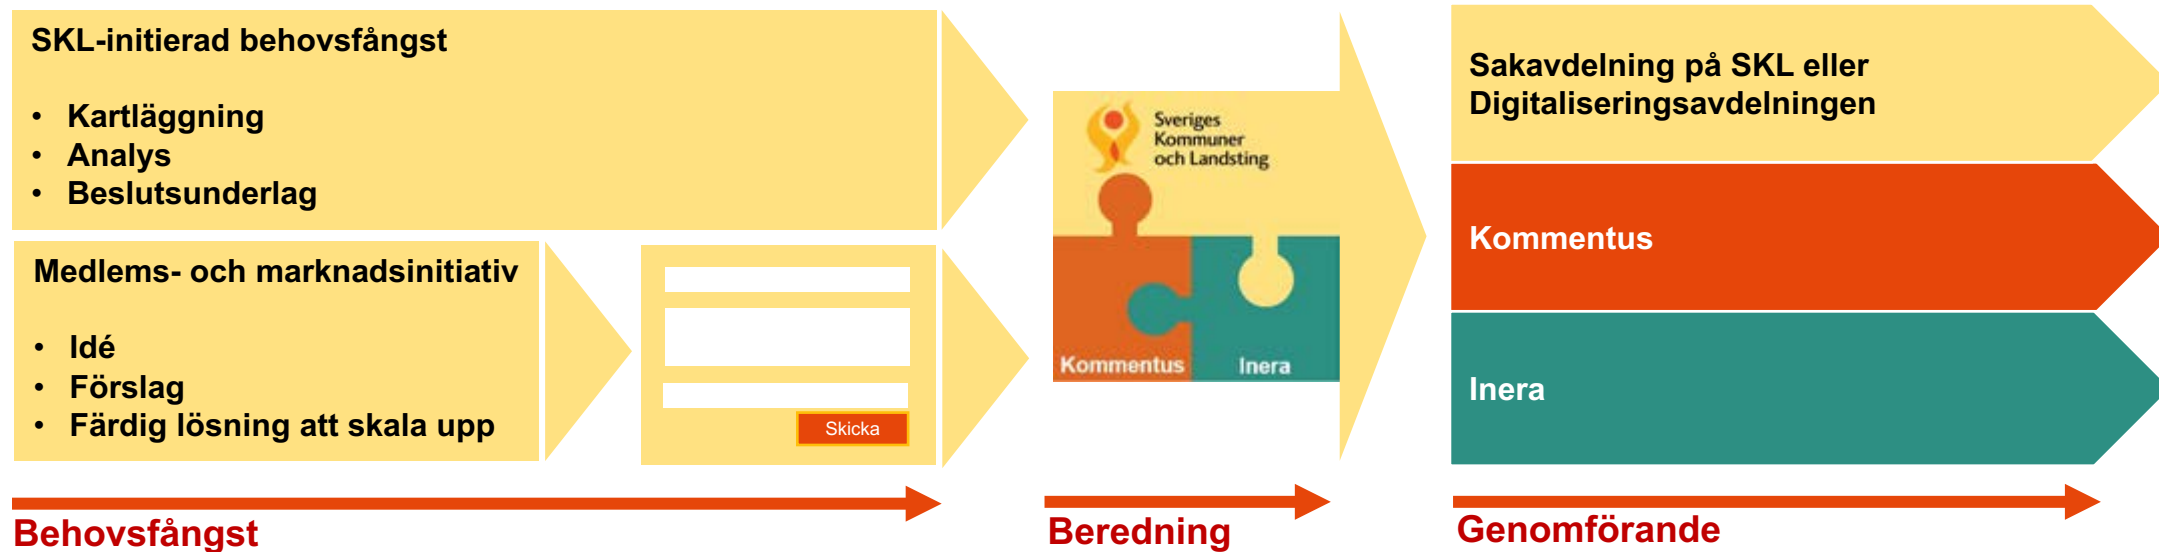 SKL-initierad behovsfångst
• Kartläggning
• Analys
• Beslutsunderlag
Medlems- och marknadsinitiativ
• Idé
• Förslag
• Färdig lösning att skala upp
Skicka
Behovsfångst
Sveriges
Kommuner
och Landsting
Kommentus
Inera
Beredning
Sakavdelning på SKL eller
Digitaliseringsavdelningen
Kommentus
Inera
Genomförande